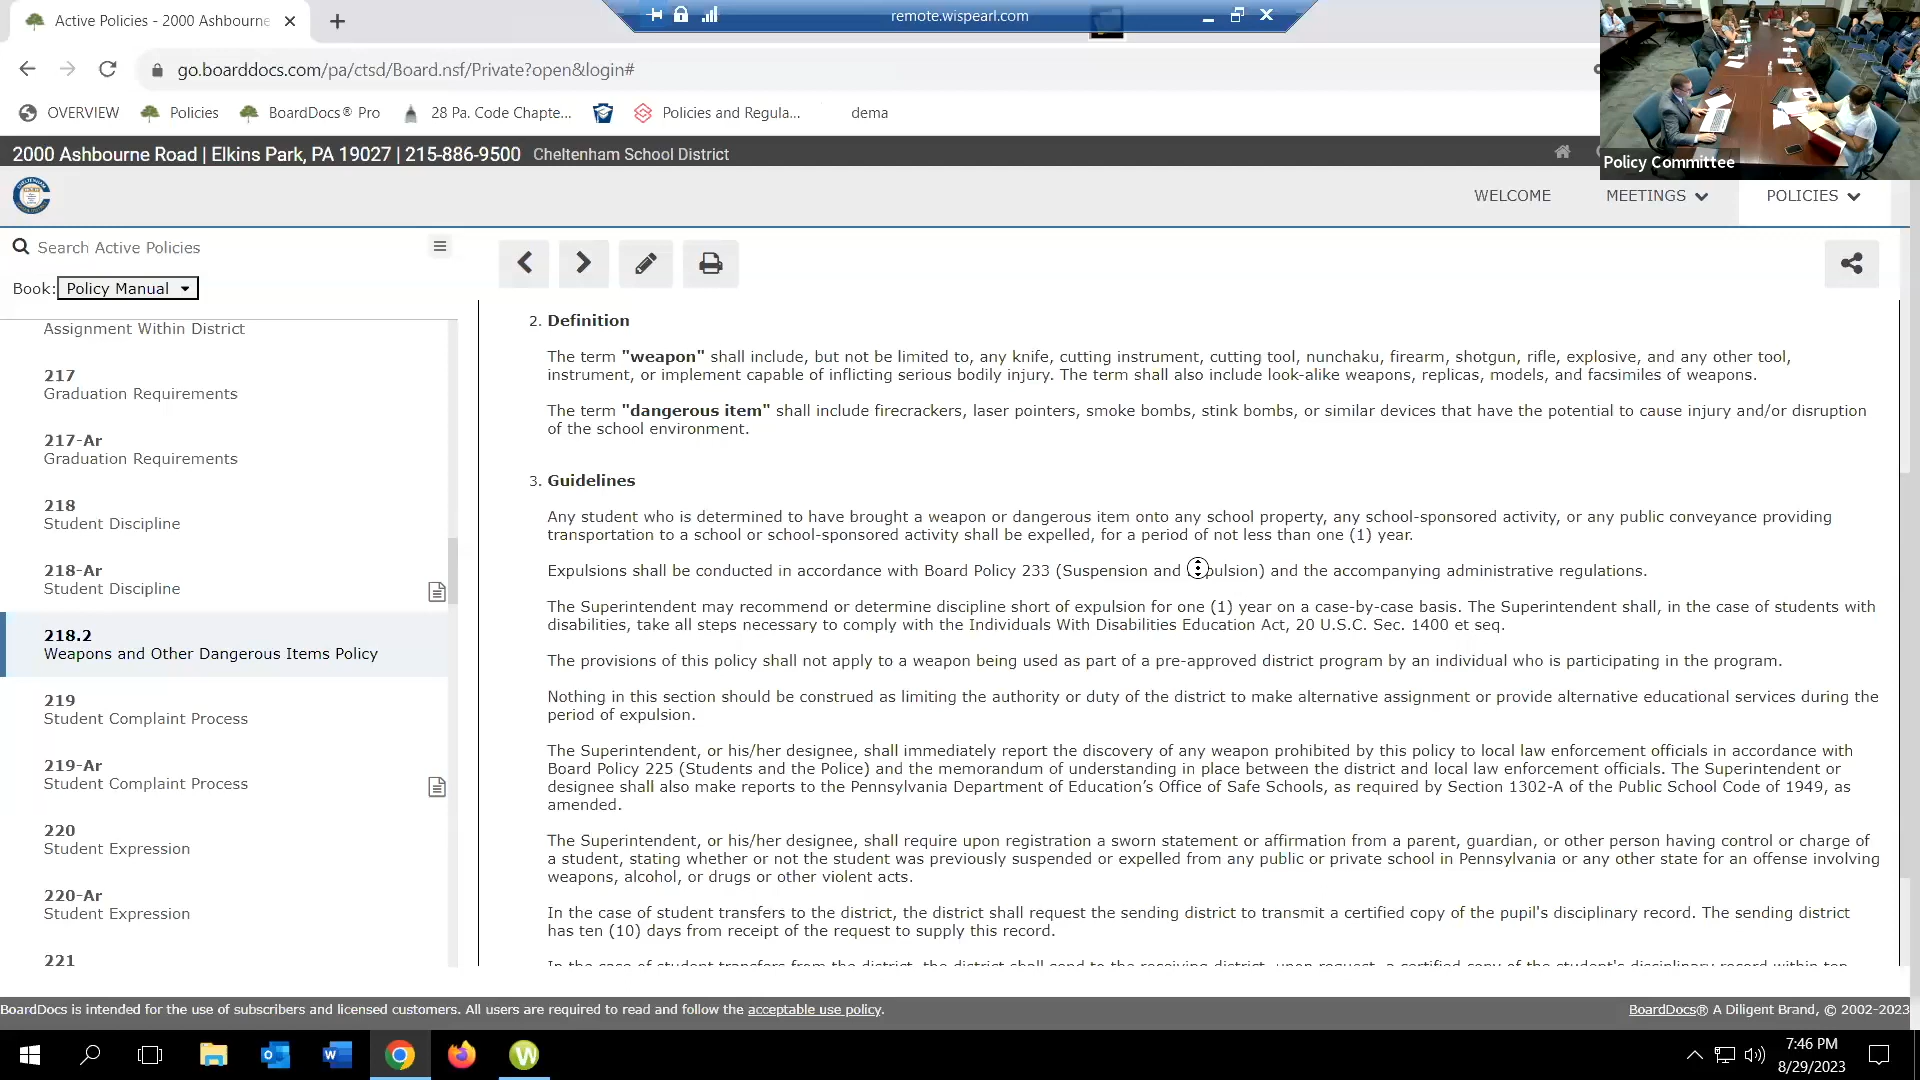 Active Policies - 2000 Ashbourne
remote.wispearl.com
go.boarddocs.com/pa/ctsd/Board.nsf/Private?open&login#
OVERVIEW Policies BoardDocs® Pro 28 Pa. Code Chapte... Policies and Regula... dema
Policy Committee
2000 Ashbourne Road | Elkins Park, PA 19027 | 215-886-9500 Cheltenham School District
WELCOME MEETINGS POLICIES
Search Active Policies
Book: Policy Manual
Assignment Within District
217
Graduation Requirements
217-Ar
Graduation Requirements
218
Student Discipline
218-Ar
Student Discipline
218.2
Weapons and Other Dangerous Items Policy
219
Student Complaint Process
219-Ar
Student Complaint Process
220
Student Expression
220-Ar
Student Expression
221
2. Definition
The term "weapon" shall include, but not be limited to, any knife, cutting instrument, cutting tool, nunchaku, firearm, shotgun, rifle, explosive, and any other tool,
instrument, or implement capable of inflicting serious bodily injury. The term shall also include look-alike weapons, replicas, models, and facsimiles of weapons.
The term "dangerous item" shall include firecrackers, laser pointers, smoke bombs, stink bombs, or similar devices that have the potential to cause injury and/or disruption
of the school environment.
3. Guidelines
Any student who is determined to have brought a weapon or dangerous item onto any school property, any school-sponsored activity, or any public conveyance providing
transportation to a school or school-sponsored activity shall be expelled, for a period of not less than one (1) year.
Expulsions shall be conducted in accordance with Board Policy 233 (Suspension and Expulsion) and the accompanying administrative regulations.
The Superintendent may recommend or determine discipline short of expulsion for one (1) year on a case-by-case basis. The Superintendent shall, in the case of students with
disabilities, take all steps necessary to comply with the Individuals With Disabilities Education Act, 20 U.S.C. Sec. 1400 et seq.
The provisions of this policy shall not apply to a weapon being used as part of a pre-approved district program by an individual who is participating in the program.
Nothing in this section should be construed as limiting the authority or duty of the district to make alternative assignment or provide alternative educational services during the
period of expulsion.
The Superintendent, or his/her designee, shall immediately report the discovery of any weapon prohibited by this policy to local law enforcement officials in accordance with
Board Policy 225 (Students and the Police) and the memorandum of understanding in place between the district and local law enforcement officials. The Superintendent or
designee shall also make reports to the Pennsylvania Department of Education's Office of Safe Schools, as required by Section 1302-A of the Public School Code of 1949, as
amended.
The Superintendent, or his/her designee, shall require upon registration a sworn statement or affirmation from a parent, guardian, or other person having control or charge of
a student, stating whether or not the student was previously suspended or expelled from any public or private school in Pennsylvania or any other state for an offense involving
weapons, alcohol, or drugs or other violent acts.
In the case of student transfers to the district, the district shall request the sending district to transmit a certified copy of the pupil's disciplinary record. The sending district
has ten (10) days from receipt of the request to supply this record.
In the case of student transfers from the district, the district shall send to the receiving district, upon request, a certified copy of the student's disciplinary record within ten
BoardDocs is intended for the use of subscribers and licensed customers. All users are required to read and follow the acceptable use policy.
BoardDocs® A Diligent Brand, © 2002-2023
7:46 PM
8/29/2023